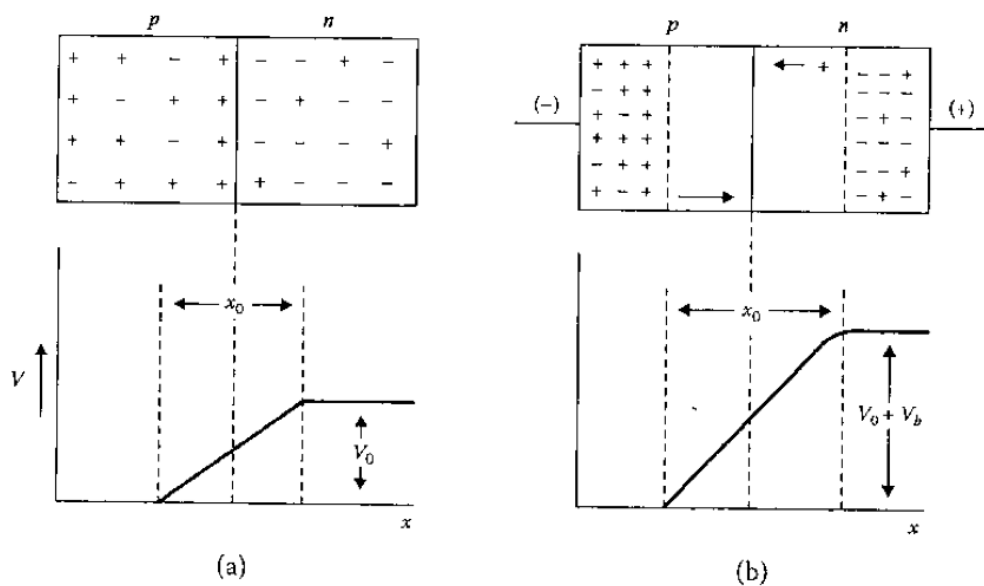 p n
+ + − + − − + −
+ − + + − + − −
+ + − + − − − +
− + + + + − − −
x₀
V
V₀
x
(a)
p n
(−) (+)
+ + + ← + − − +
− + + − − −
+ − + − + −
+ + + − − −
− + + − − +
+ − + → − + −
x₀
V₀ + V_b
x
(b)